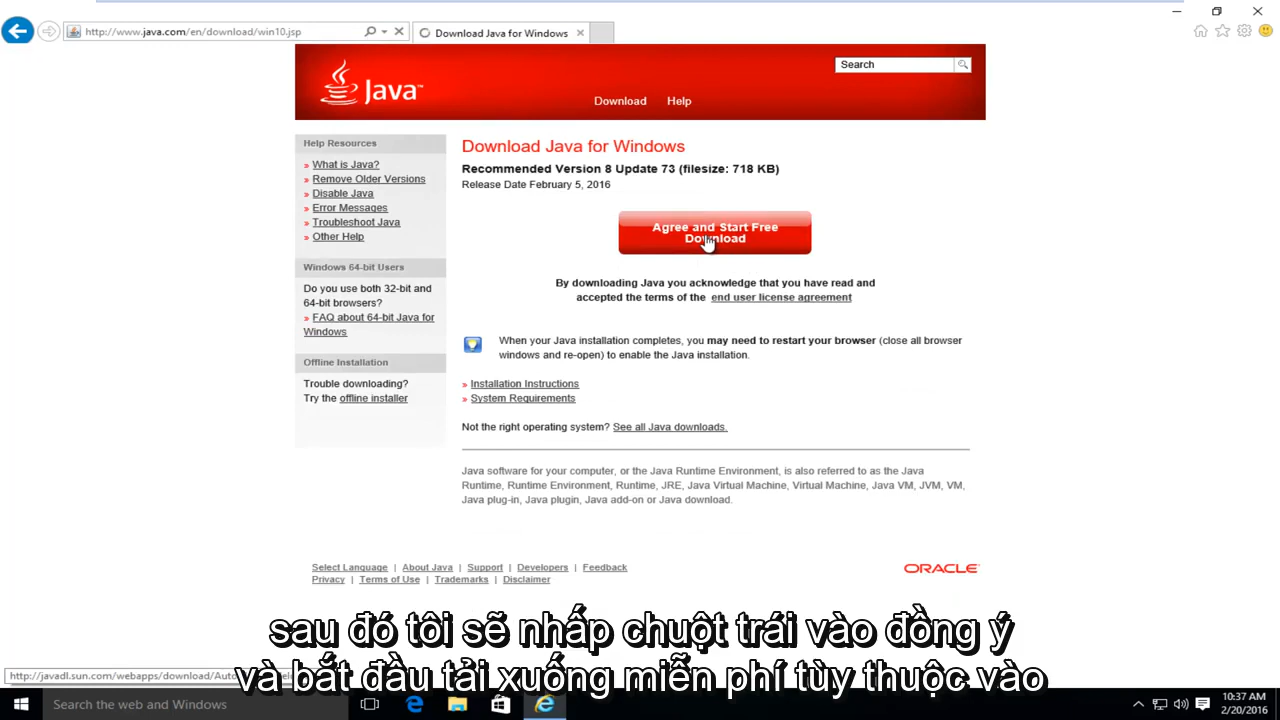 http://www.java.com/en/download/win10.jsp
Download Java for Windows
Java™
Search
Download Help
Help Resources
» What is Java?
» Remove Older Versions
» Disable Java
» Error Messages
» Troubleshoot Java
» Other Help
Windows 64-bit Users
Do you use both 32-bit and
64-bit browsers?
» FAQ about 64-bit Java for
Windows
Offline Installation
Trouble downloading?
Try the offline installer
Download Java for Windows
Recommended Version 8 Update 73 (filesize: 718 KB)
Release Date February 5, 2016
Agree and Start Free
Download
By downloading Java you acknowledge that you have read and
accepted the terms of the end user license agreement
When your Java installation completes, you may need to restart your browser (close all browser
windows and re-open) to enable the Java installation.
» Installation Instructions
» System Requirements
Not the right operating system? See all Java downloads.
Java software for your computer, or the Java Runtime Environment, is also referred to as the Java
Runtime, Runtime Environment, Runtime, JRE, Java Virtual Machine, Virtual Machine, Java VM, JVM, VM,
Java plug-in, Java plugin, Java add-on or Java download.
Select Language | About Java | Support | Developers | Feedback
Privacy | Terms of Use | Trademarks | Disclaimer
ORACLE
sau đó tôi sẽ nhấp chuột trái vào đồng ý
và bắt đầu tải xuống miễn phí tùy thuộc vào
http://javadl.sun.com/webapps/download/Auto
Search the web and Windows
10:37 AM
2/20/2016